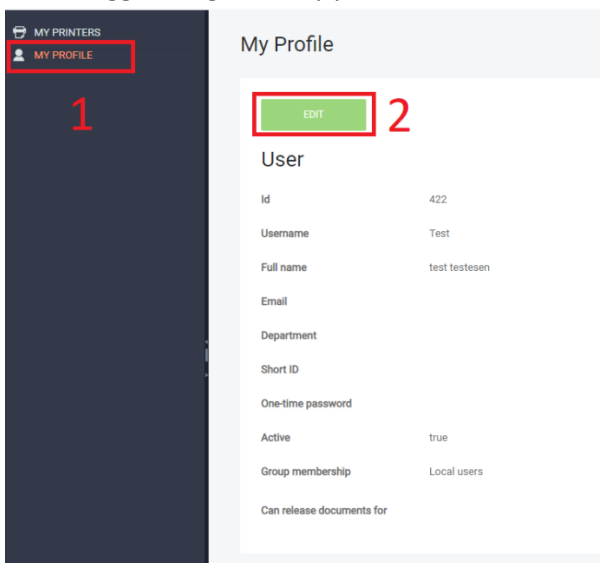 MY PRINTERS
MY PROFILE
1
My Profile
EDIT
2
User
Id 422
Username Test
Full name test testesen
Email
Department
Short ID
One-time password
Active true
Group membership Local users
Can release documents for